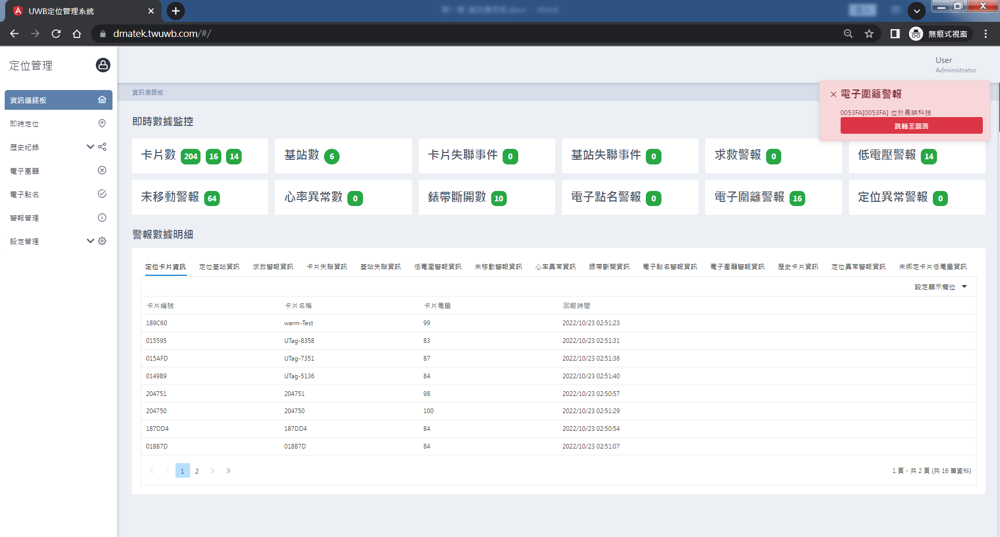 UWB定位管理系統
dmatek.twuwb.com/#/
無痕式視窗
定位管理
User
Administrator
資訊儀錶板
即時定位
歷史紀錄
電子圍籬
電子點名
警報管理
設定管理
資訊儀錶板
電子圍籬警報
0053FA[0053FA] 位於長映科技
跳轉至圖面
即時數據監控
卡片數 204 16 14
基站數 6
卡片失聯事件 0
基站失聯事件 0
求救警報 0
低電壓警報 14
未移動警報 64
心率異常數 0
錶帶斷開數 10
電子點名警報 0
電子圍籬警報 16
定位異常警報 0
警報數據明細
定位卡片資訊 定位基站資訊 求救警報資訊 卡片失聯資訊 基站失聯資訊 低電壓警報資訊 未移動警報資訊 心率異常資訊 錶帶斷開資訊 電子點名警報資訊 電子圍籬警報資訊 歷史卡片資訊 定位異常警報資訊 未綁定卡片低電量資訊
設定顯示欄位
卡片編號 卡片名稱 卡片電量 回報時間
189C60 warm-Test 99 2022/10/23 02:51:23
015595 UTag-8358 83 2022/10/23 02:51:31
015AFD UTag-7351 87 2022/10/23 02:51:36
0149B9 UTag-5136 84 2022/10/23 02:51:40
204751 204751 98 2022/10/23 02:50:57
204750 204750 100 2022/10/23 02:51:29
187DD4 187DD4 84 2022/10/23 02:50:54
018B7D 018B7D 84 2022/10/23 02:51:07
1 2
1 頁，共 2 頁 (共 16 筆資料)